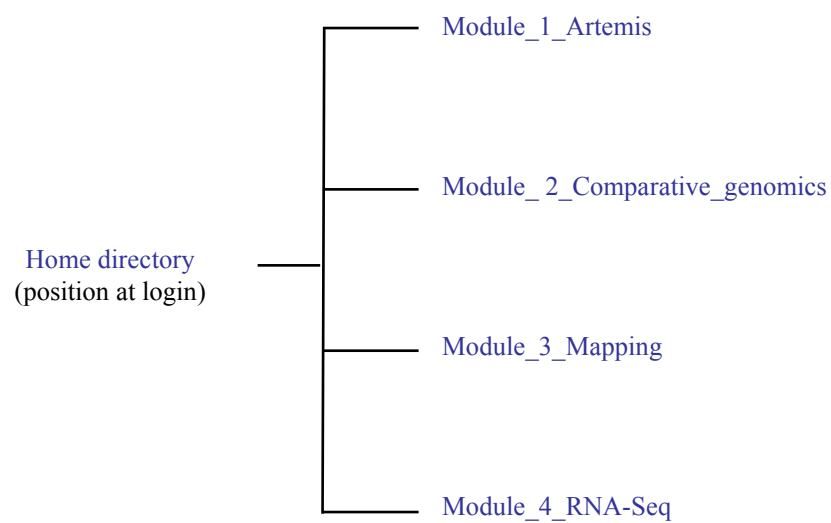 Module_1_Artemis
Module_ 2_Comparative_genomics
Home directory
(position at login)
Module_3_Mapping
Module_4_RNA-Seq